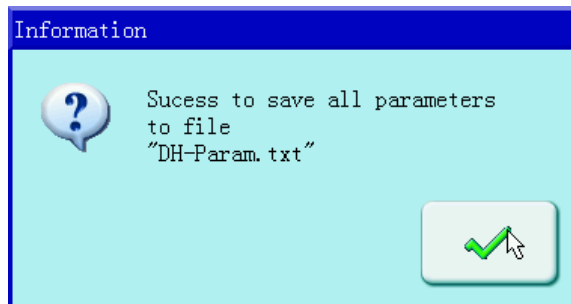 Information
Sucess to save all parameters
to file
"DH-Param.txt"